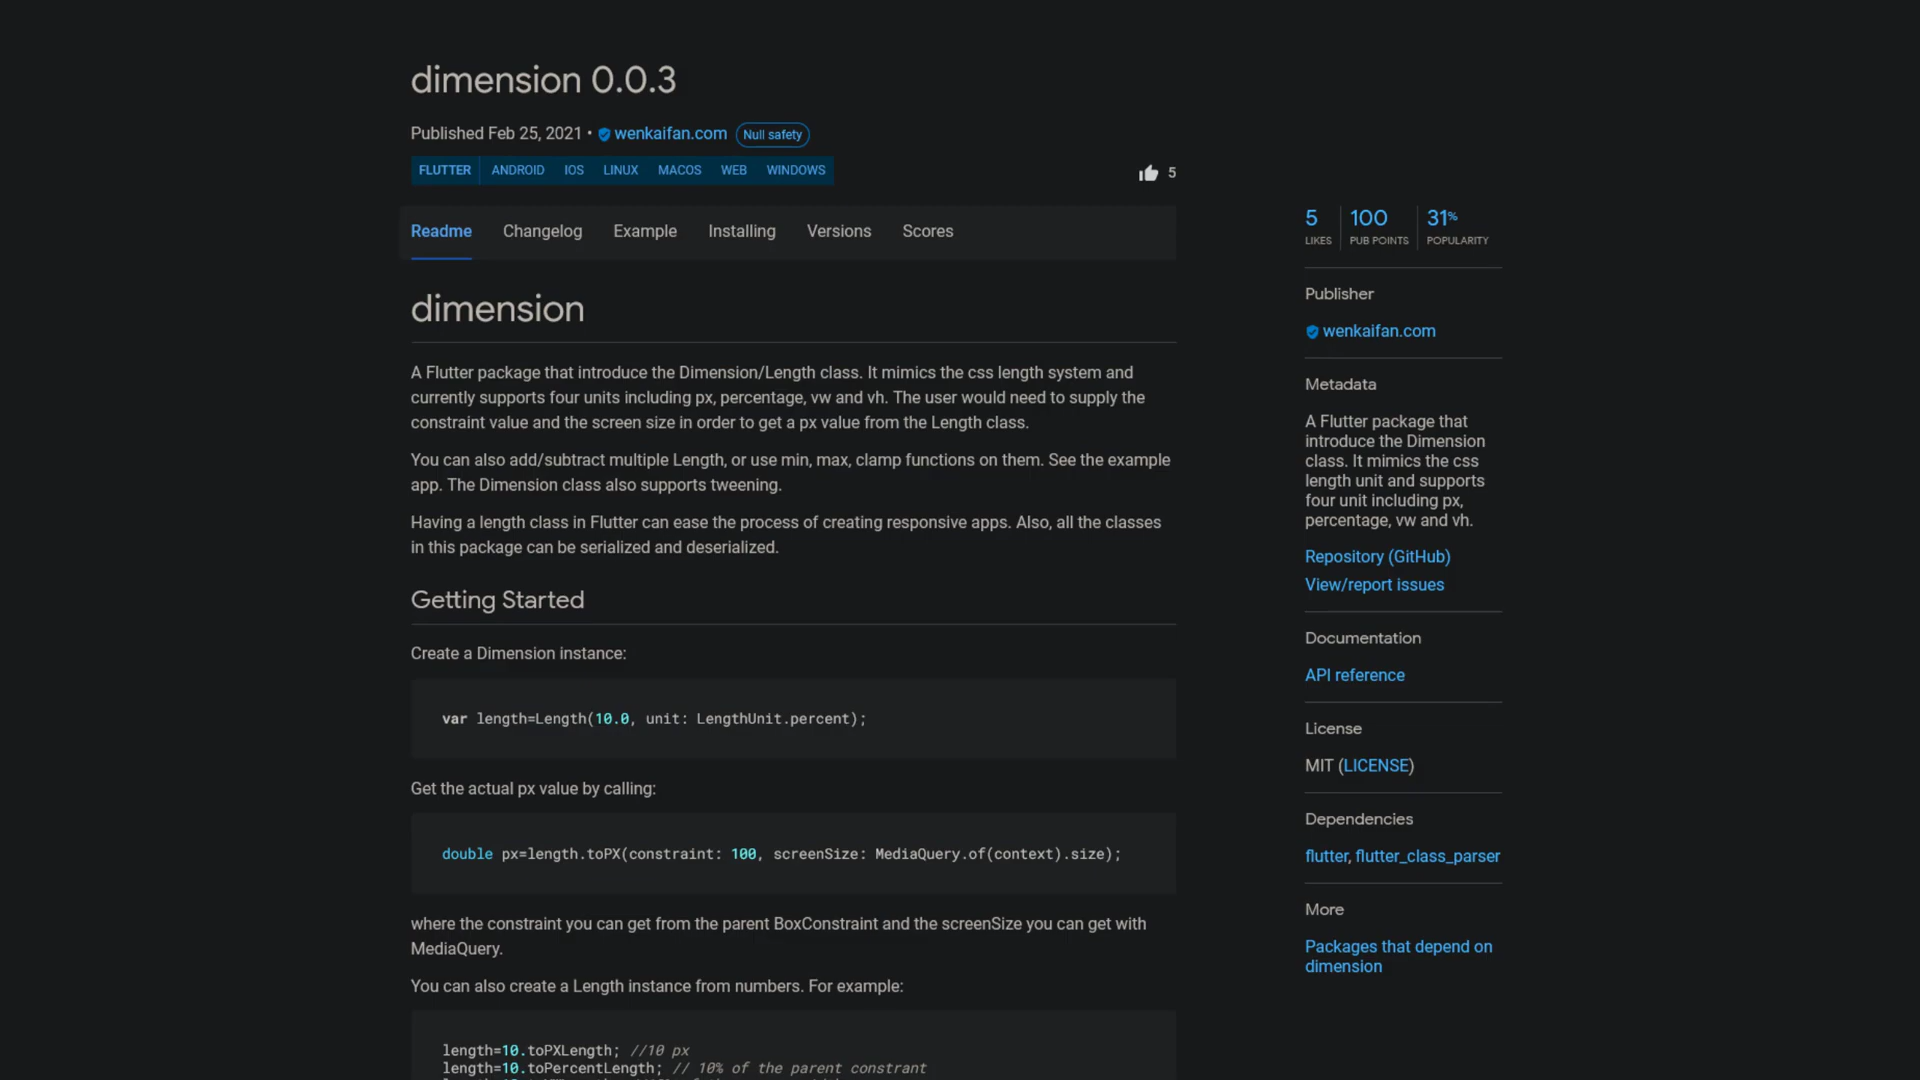 dimension 0.0.3
Published Feb 25, 2021 • wenkaifan.com Null safety
FLUTTER ANDROID IOS LINUX MACOS WEB WINDOWS
5
Readme Changelog Example Installing Versions Scores
dimension
A Flutter package that introduce the Dimension/Length class. It mimics the css length system and
currently supports four units including px, percentage, vw and vh. The user would need to supply the
constraint value and the screen size in order to get a px value from the Length class.
You can also add/subtract multiple Length, or use min, max, clamp functions on them. See the example
app. The Dimension class also supports tweening.
Having a length class in Flutter can ease the process of creating responsive apps. Also, all the classes
in this package can be serialized and deserialized.
Getting Started
Create a Dimension instance:
var length=Length(10.0, unit: LengthUnit.percent);
Get the actual px value by calling:
double px=length.toPX(constraint: 100, screenSize: MediaQuery.of(context).size);
where the constraint you can get from the parent BoxConstraint and the screenSize you can get with
MediaQuery.
You can also create a Length instance from numbers. For example:
length=10.toPXLength; //10 px
length=10.toPercentLength; // 10% of the parent constrant
5 100 31%
LIKES PUB POINTS POPULARITY
Publisher
wenkaifan.com
Metadata
A Flutter package that
introduce the Dimension
class. It mimics the css
length unit and supports
four unit including px,
percentage, vw and vh.
Repository (GitHub)
View/report issues
Documentation
API reference
License
MIT (LICENSE)
Dependencies
flutter, flutter_class_parser
More
Packages that depend on
dimension